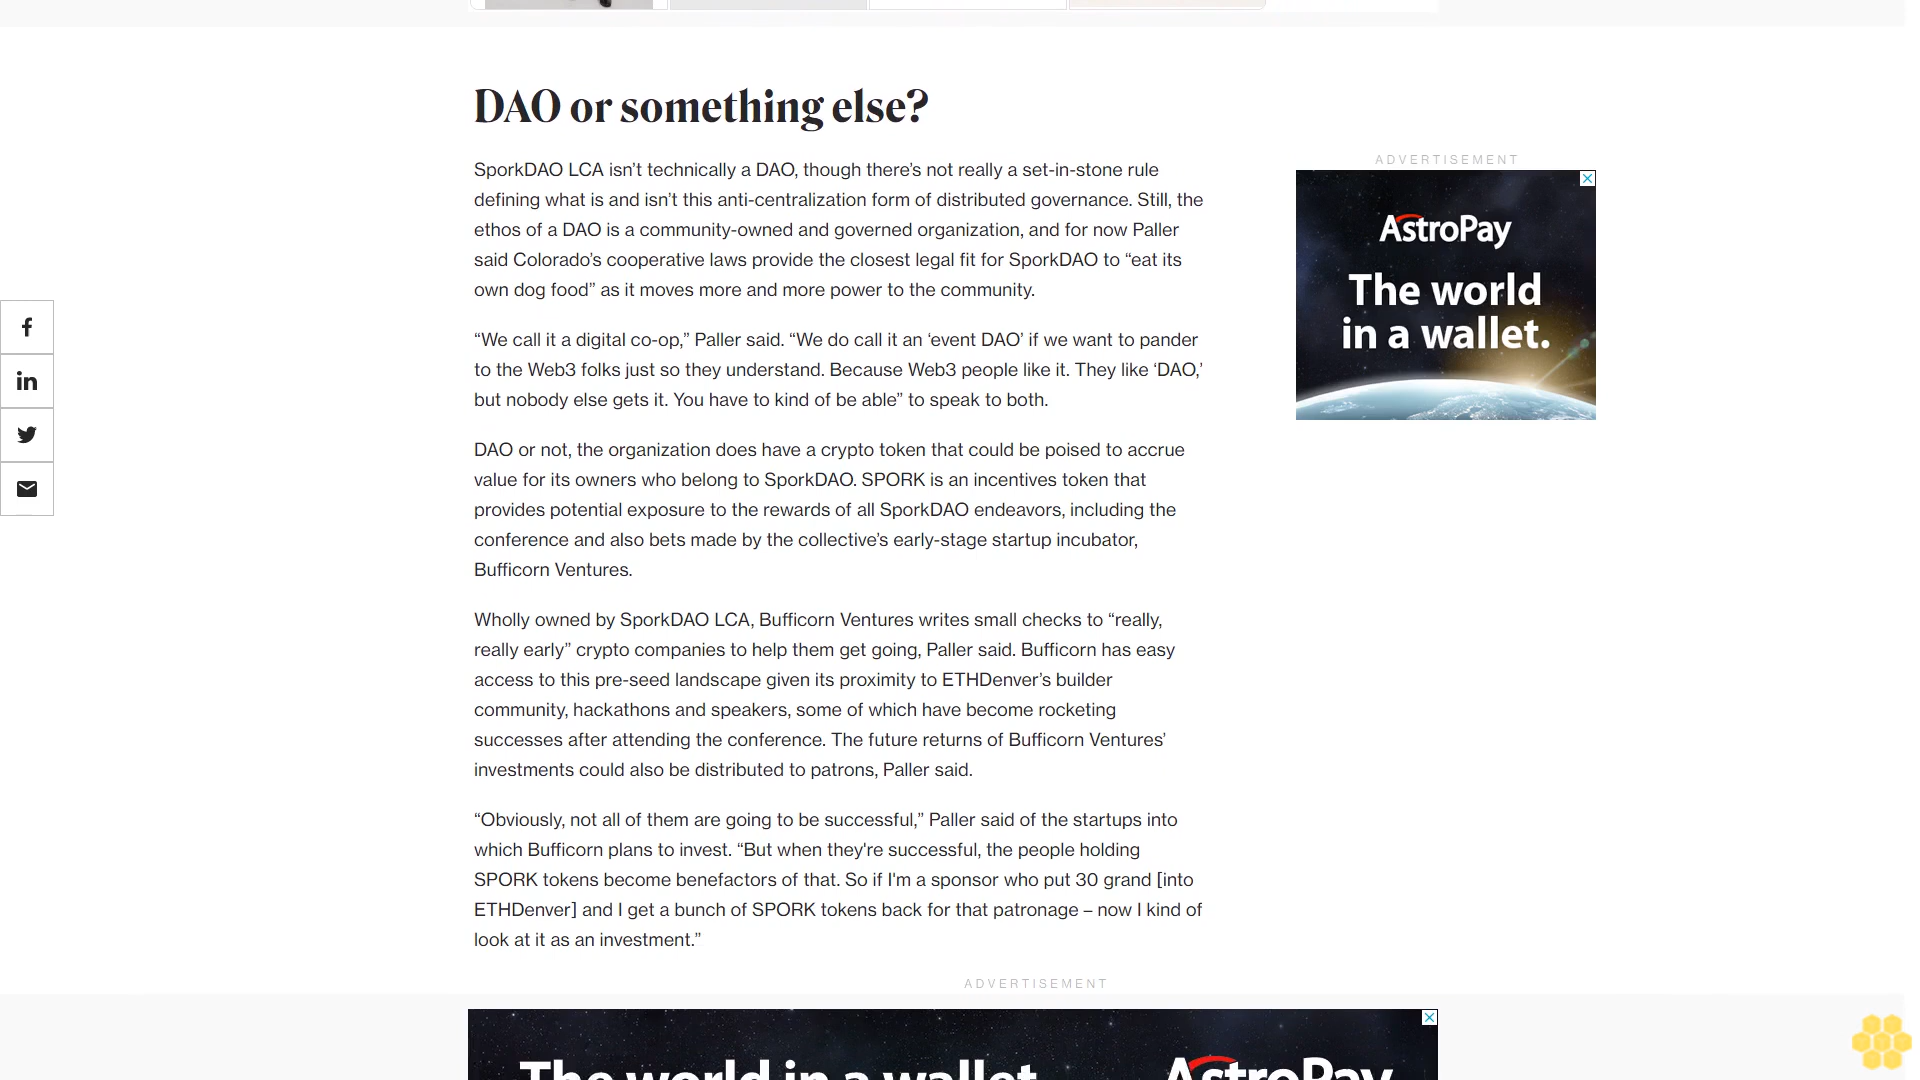 DAO or something else?
SporkDAO LCA isn’t technically a DAO, though there’s not really a set-in-stone rule
defining what is and isn’t this anti-centralization form of distributed governance. Still, the
ethos of a DAO is a community-owned and governed organization, and for now Paller
said Colorado’s cooperative laws provide the closest legal fit for SporkDAO to “eat its
own dog food” as it moves more and more power to the community.
“We call it a digital co-op,” Paller said. “We do call it an ‘event DAO’ if we want to pander
to the Web3 folks just so they understand. Because Web3 people like it. They like ‘DAO,’
but nobody else gets it. You have to kind of be able” to speak to both.
DAO or not, the organization does have a crypto token that could be poised to accrue
value for its owners who belong to SporkDAO. SPORK is an incentives token that
provides potential exposure to the rewards of all SporkDAO endeavors, including the
conference and also bets made by the collective’s early-stage startup incubator,
Bufficorn Ventures.
Wholly owned by SporkDAO LCA, Bufficorn Ventures writes small checks to “really,
really early” crypto companies to help them get going, Paller said. Bufficorn has easy
access to this pre-seed landscape given its proximity to ETHDenver’s builder
community, hackathons and speakers, some of which have become rocketing
successes after attending the conference. The future returns of Bufficorn Ventures’
investments could also be distributed to patrons, Paller said.
“Obviously, not all of them are going to be successful,” Paller said of the startups into
which Bufficorn plans to invest. “But when they're successful, the people holding
SPORK tokens become benefactors of that. So if I'm a sponsor who put 30 grand [into
ETHDenver] and I get a bunch of SPORK tokens back for that patronage – now I kind of
look at it as an investment.”
ADVERTISEMENT
AstroPay
The world
in a wallet.
ADVERTISEMENT
The world in a wallet
AstroPay